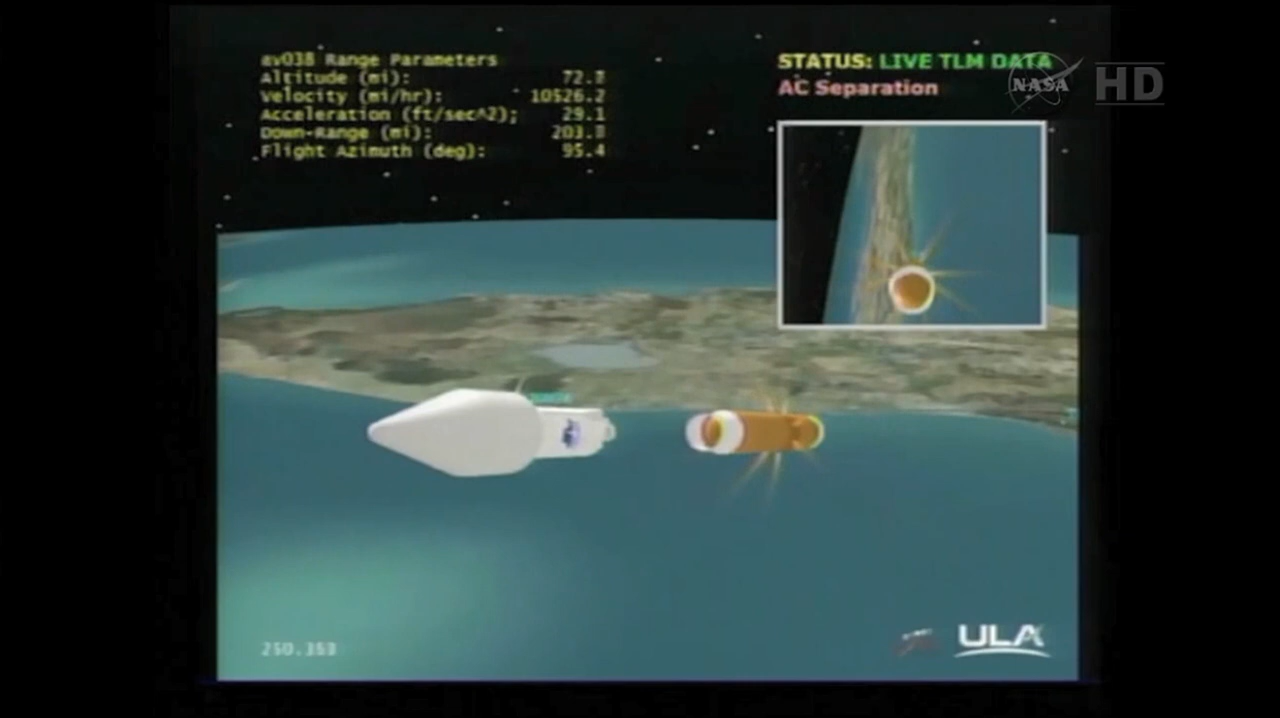 av038 Range Parameters
Altitude (mi): 72.8
Velocity (mi/hr): 10526.2
Acceleration (ft/sec^2); 29.1
Down-Range (mi): 203.8
Flight Azimuth (deg): 95.4
STATUS: LIVE TLM DATA
AC Separation
NASA HD
250.353
ULA